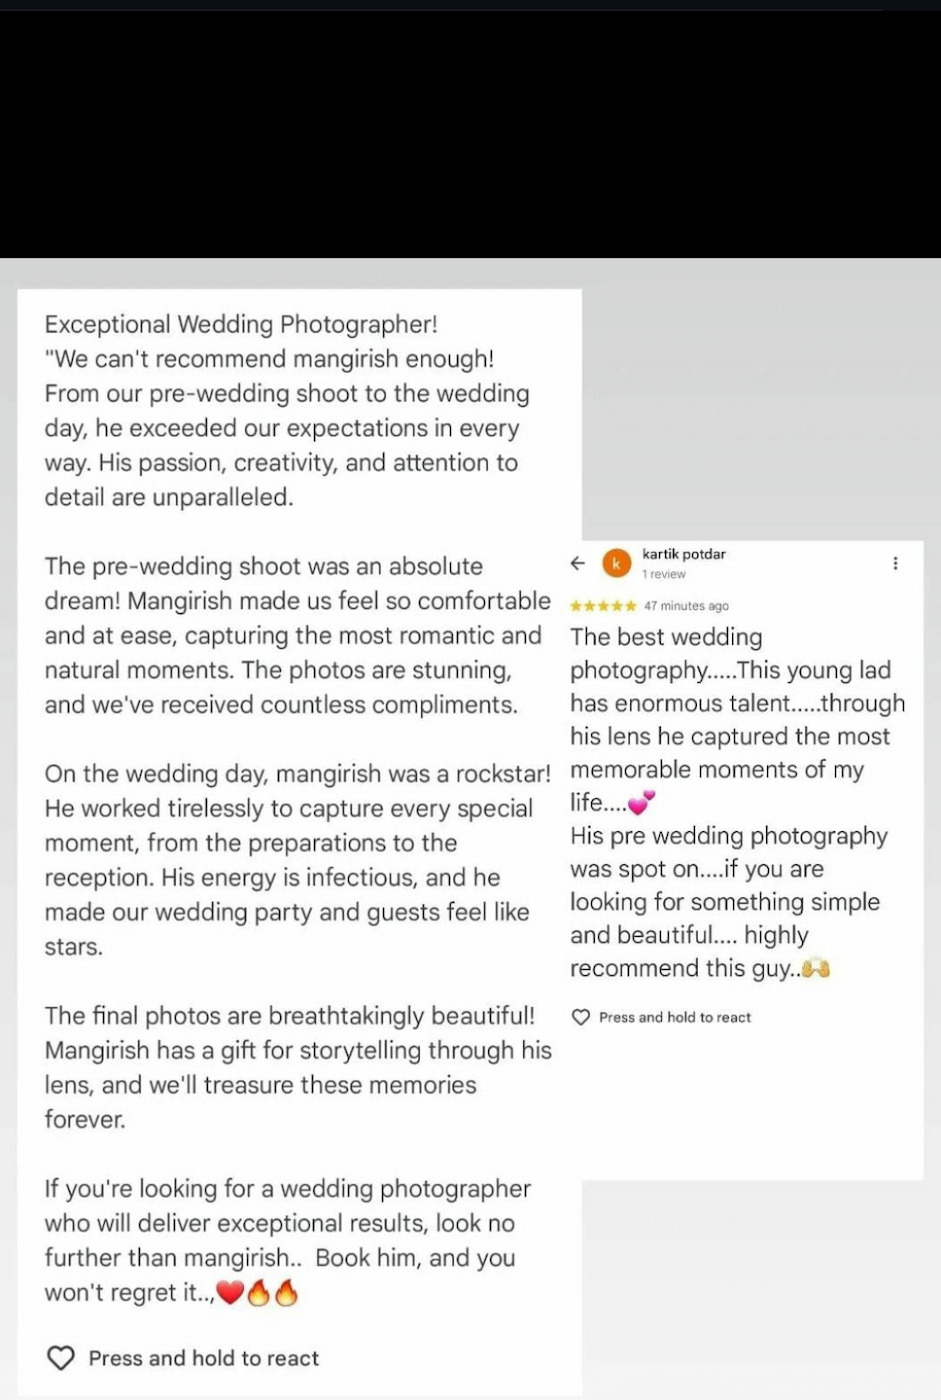 Exceptional Wedding Photographer!
"We can't recommend mangirish enough!
From our pre-wedding shoot to the wedding
day, he exceeded our expectations in every
way. His passion, creativity, and attention to
detail are unparalleled.
The pre-wedding shoot was an absolute
dream! Mangirish made us feel so comfortable
and at ease, capturing the most romantic and
natural moments. The photos are stunning,
and we've received countless compliments.
On the wedding day, mangirish was a rockstar!
He worked tirelessly to capture every special
moment, from the preparations to the
reception. His energy is infectious, and he
made our wedding party and guests feel like
stars.
The final photos are breathtakingly beautiful!
Mangirish has a gift for storytelling through his
lens, and we'll treasure these memories
forever.
If you're looking for a wedding photographer
who will deliver exceptional results, look no
further than mangirish..  Book him, and you
won't regret it..,❤️🔥🔥
Press and hold to react
k
kartik potdar
1 review
47 minutes ago
The best wedding
photography.....This young lad
has enormous talent.....through
his lens he captured the most
memorable moments of my
life....💕
His pre wedding photography
was spot on....if you are
looking for something simple
and beautiful.... highly
recommend this guy..🙌
Press and hold to react